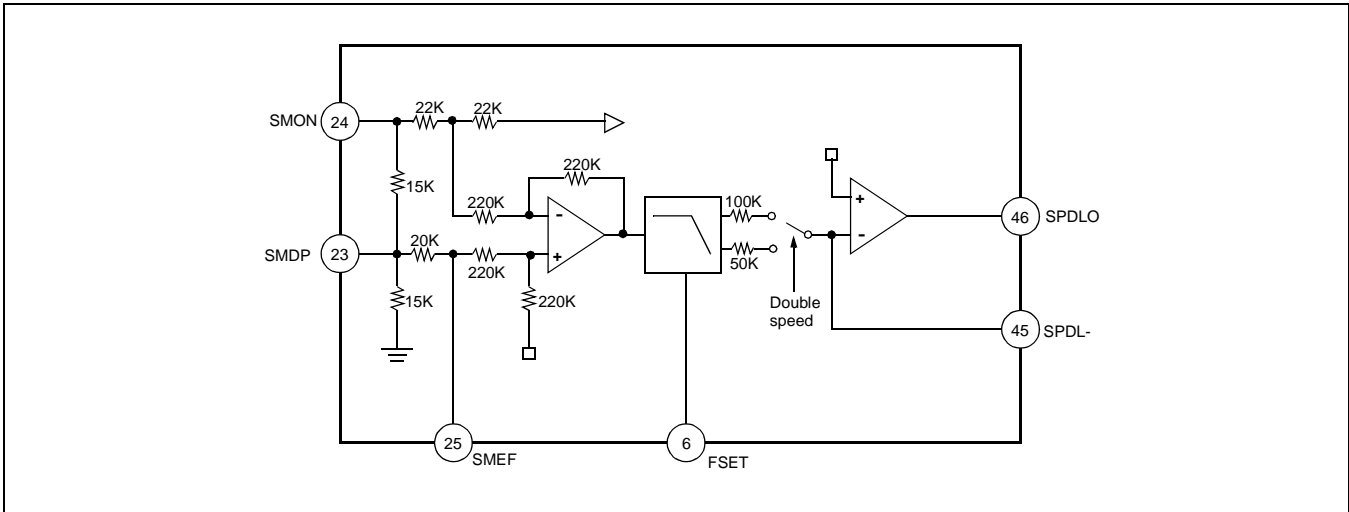 22K
22K
SMON
24
15K
220K
220K
100K
-
+
46
SPDLO
SMDP
23
20K
220K
+
-
50K
15K
220K
Double
speed
45
SPDL-
25
SMEF
6
FSET